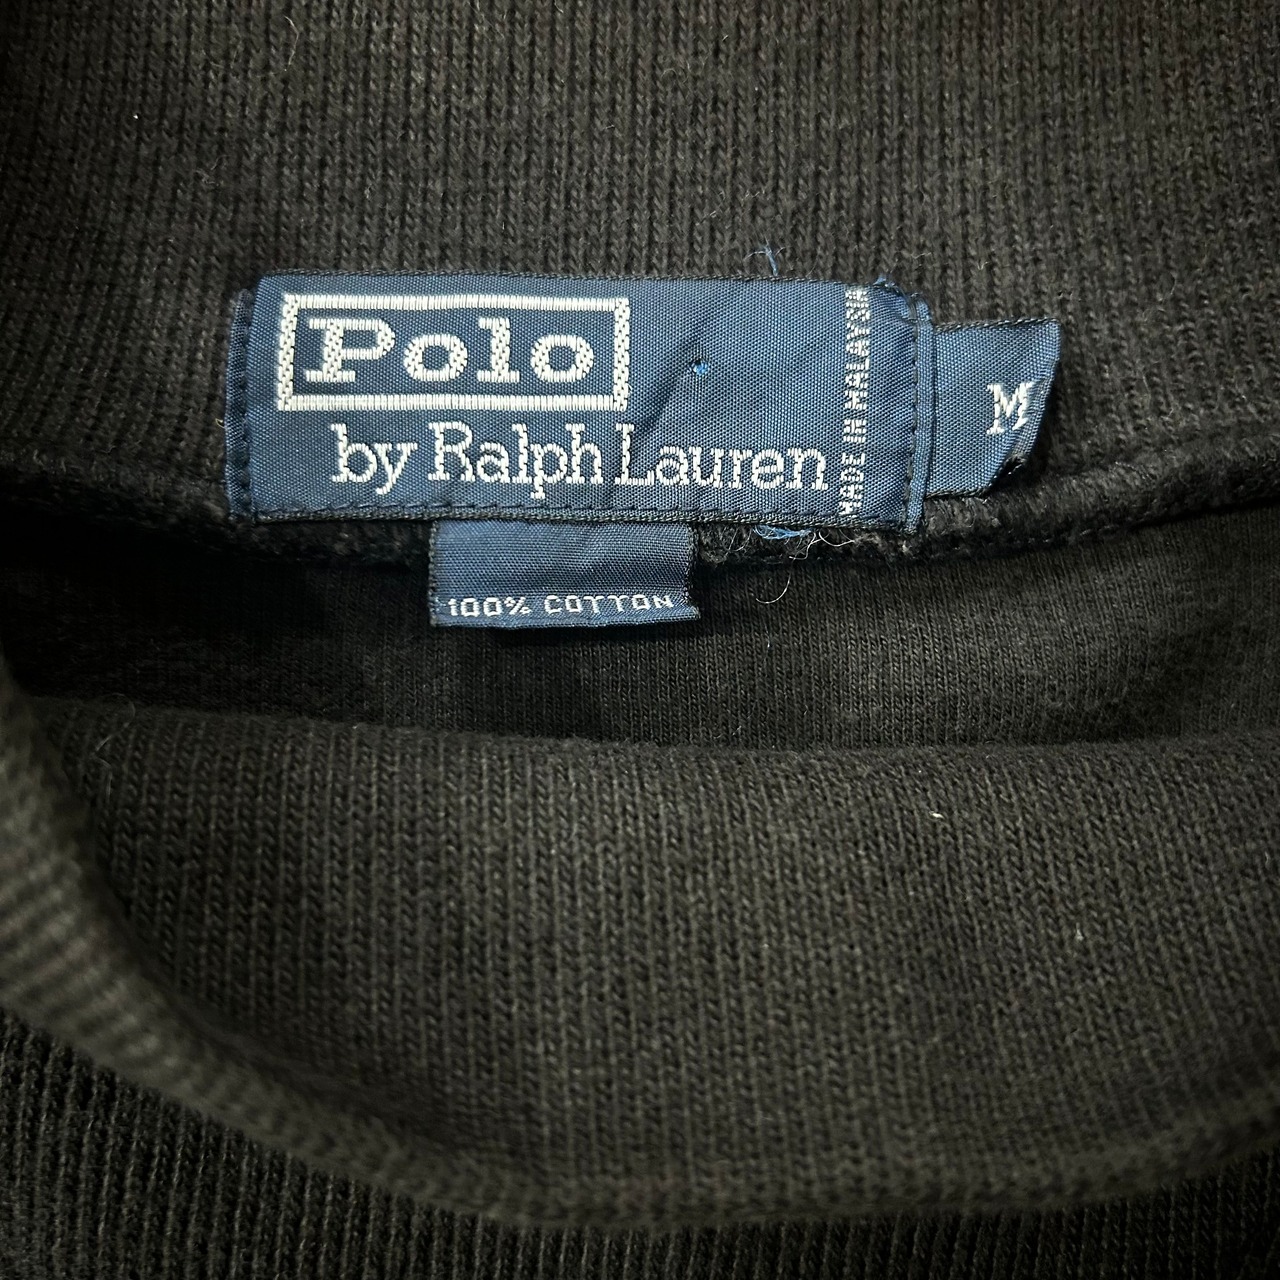 Polo
by Ralph Lauren
MADE IN MALAYSIA
M
100% COTTON